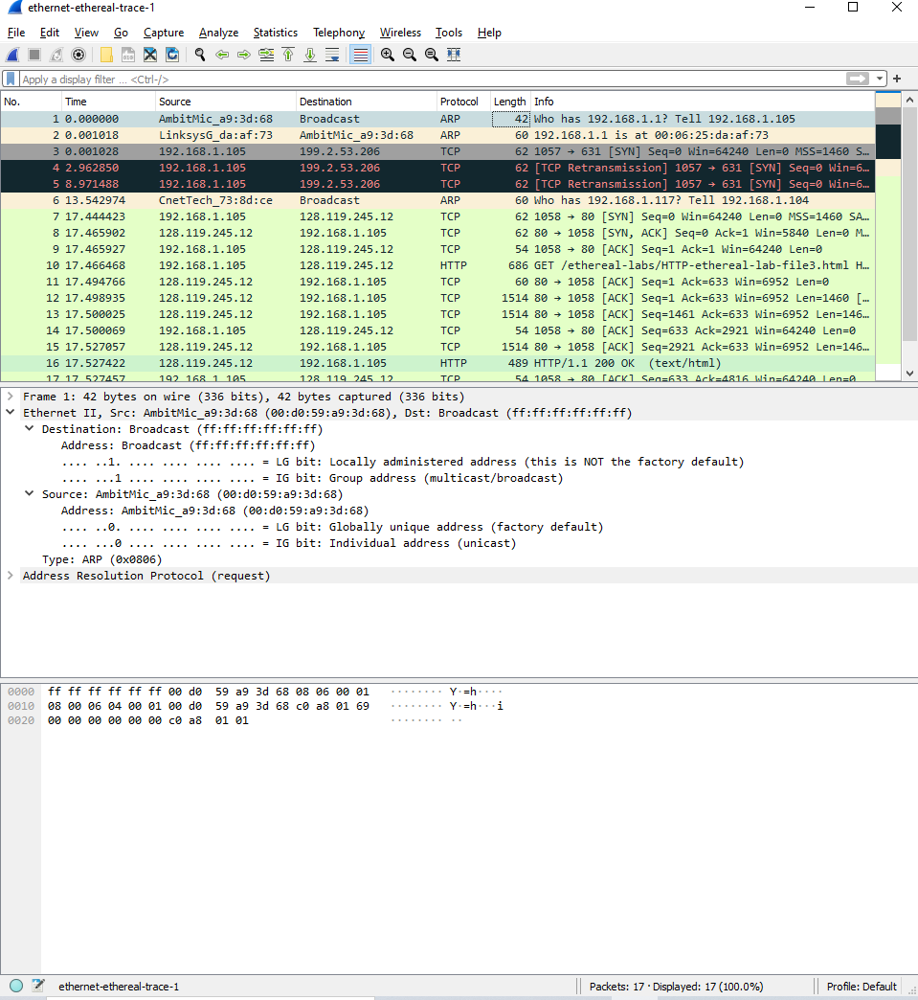 ethernet-ethereal-trace-1
File Edit View Go Capture Analyze Statistics Telephony Wireless Tools Help
Apply a display filter ... <Ctrl-/>
No. Time Source Destination Protocol Length Info
1 0.000000 AmbitMic_a9:3d:68 Broadcast ARP 42 Who has 192.168.1.1? Tell 192.168.1.105
2 0.001018 LinksysG_da:af:73 AmbitMic_a9:3d:68 ARP 60 192.168.1.1 is at 00:06:25:da:af:73
3 0.001028 192.168.1.105 199.2.53.206 TCP 62 1057 → 631 [SYN] Seq=0 Win=64240 Len=0 MSS=1460 S…
4 2.962850 192.168.1.105 199.2.53.206 TCP 62 [TCP Retransmission] 1057 → 631 [SYN] Seq=0 Win=6…
5 8.971488 192.168.1.105 199.2.53.206 TCP 62 [TCP Retransmission] 1057 → 631 [SYN] Seq=0 Win=6…
6 13.542974 CnetTech_73:8d:ce Broadcast ARP 60 Who has 192.168.1.117? Tell 192.168.1.104
7 17.444423 192.168.1.105 128.119.245.12 TCP 62 1058 → 80 [SYN] Seq=0 Win=64240 Len=0 MSS=1460 SA…
8 17.465902 128.119.245.12 192.168.1.105 TCP 62 80 → 1058 [SYN, ACK] Seq=0 Ack=1 Win=5840 Len=0 M…
9 17.465927 192.168.1.105 128.119.245.12 TCP 54 1058 → 80 [ACK] Seq=1 Ack=1 Win=64240 Len=0
10 17.466468 192.168.1.105 128.119.245.12 HTTP 686 GET /ethereal-labs/HTTP-ethereal-lab-file3.html H…
11 17.494766 128.119.245.12 192.168.1.105 TCP 60 80 → 1058 [ACK] Seq=1 Ack=633 Win=6952 Len=0
12 17.498935 128.119.245.12 192.168.1.105 TCP 1514 80 → 1058 [ACK] Seq=1 Ack=633 Win=6952 Len=1460 […
13 17.500025 128.119.245.12 192.168.1.105 TCP 1514 80 → 1058 [ACK] Seq=1461 Ack=633 Win=6952 Len=146…
14 17.500069 192.168.1.105 128.119.245.12 TCP 54 1058 → 80 [ACK] Seq=633 Ack=2921 Win=64240 Len=0
15 17.527057 128.119.245.12 192.168.1.105 TCP 1514 80 → 1058 [ACK] Seq=2921 Ack=633 Win=6952 Len=146…
16 17.527422 128.119.245.12 192.168.1.105 HTTP 489 HTTP/1.1 200 OK (text/html)
17 17.527457 192.168.1.105 128.119.245.12 TCP 54 1058 → 80 [ACK] Seq=633 Ack=4816 Win=64240 Len=0
Frame 1: 42 bytes on wire (336 bits), 42 bytes captured (336 bits)
Ethernet II, Src: AmbitMic_a9:3d:68 (00:d0:59:a9:3d:68), Dst: Broadcast (ff:ff:ff:ff:ff:ff)
Destination: Broadcast (ff:ff:ff:ff:ff:ff)
Address: Broadcast (ff:ff:ff:ff:ff:ff)
.... ..1. .... .... .... .... = LG bit: Locally administered address (this is NOT the factory default)
.... ...1 .... .... .... .... = IG bit: Group address (multicast/broadcast)
Source: AmbitMic_a9:3d:68 (00:d0:59:a9:3d:68)
Address: AmbitMic_a9:3d:68 (00:d0:59:a9:3d:68)
.... ..0. .... .... .... .... = LG bit: Globally unique address (factory default)
.... ...0 .... .... .... .... = IG bit: Individual address (unicast)
Type: ARP (0x0806)
Address Resolution Protocol (request)
0000 ff ff ff ff ff ff 00 d0 59 a9 3d 68 08 06 00 01 ········ Y·=h····
0010 08 00 06 04 00 01 00 d0 59 a9 3d 68 c0 a8 01 69 ········ Y·=h···i
0020 00 00 00 00 00 00 c0 a8 01 01 ········ ··
ethernet-ethereal-trace-1 Packets: 17 · Displayed: 17 (100.0%) Profile: Default